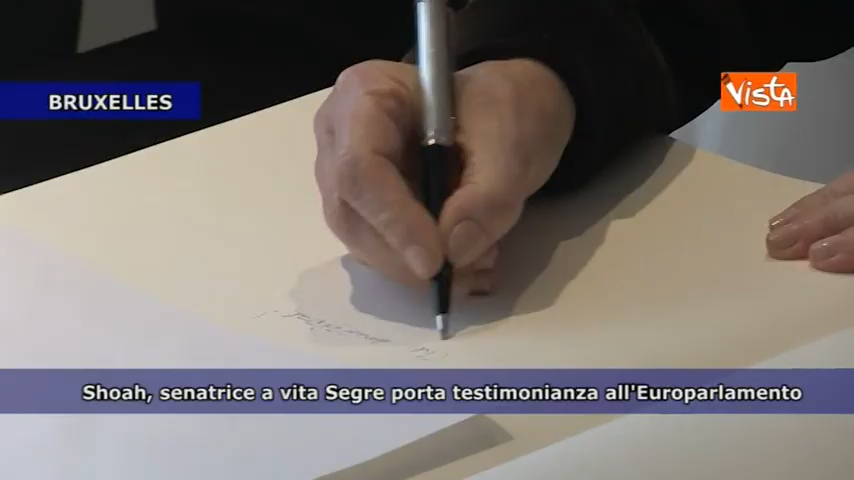 BRUXELLES
VISTA
Shoah, senatrice a vita Segre porta testimonianza all'Europarlamento